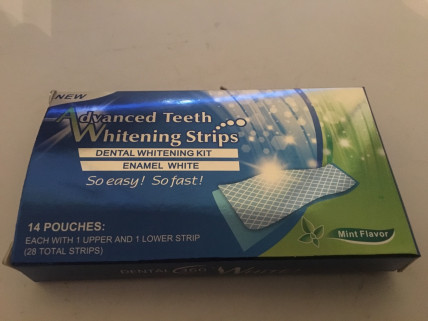 NEW
Advanced Teeth
Whitening Strips
DENTAL WHITENING KIT
ENAMEL WHITE
So easy! So fast!
14 POUCHES:
EACH WITH 1 UPPER AND 1 LOWER STRIP
(28 TOTAL STRIPS)
Mint Flavor
DENTAL